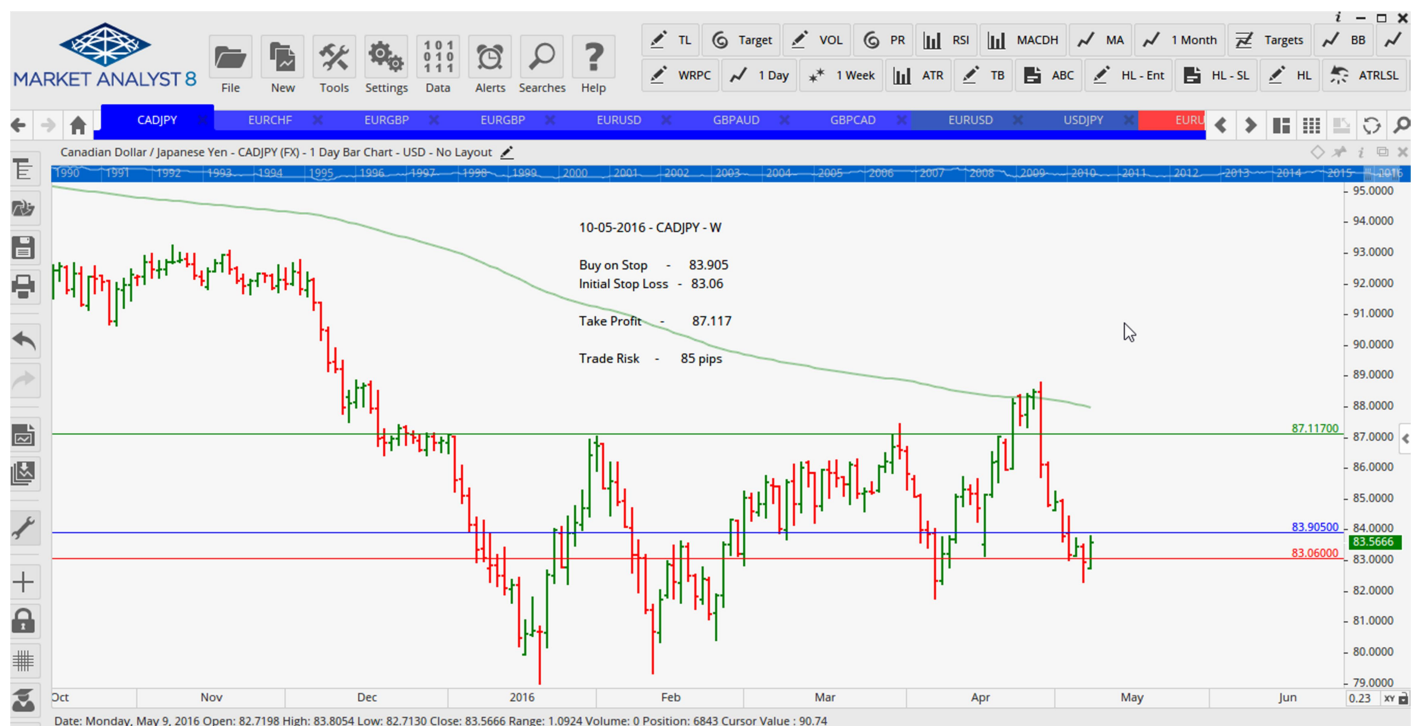 i
TL Target VOL PR RSI MACDH MA 1 Month Targets BB
MARKET ANALYST 8
File New Tools Settings Data Alerts Searches Help
WRPC 1 Day 1 Week ATR TB ABC HL - Ent HL - SL HL ATRLSL
CADJPY EURCHF EURGBP EURGBP EURUSD GBPAUD GBPCAD EURUSD USDJPY EURU
Canadian Dollar / Japanese Yen - CADJPY (FX) - 1 Day Bar Chart - USD - No Layout
1990 1991 1992 1993 1994 1995 1996 1997 1998 1999 2000 2001 2002 2003 2004 2005 2006 2007 2008 2009 2010 2011 2012 2013 2014 2015 2016
10-05-2016 - CADJPY - W
Buy on Stop - 83.905
Initial Stop Loss - 83.06
Take Profit - 87.117
Trade Risk - 85 pips
95.0000
94.0000
93.0000
92.0000
91.0000
90.0000
89.0000
88.0000
87.11700
87.0000
86.0000
85.0000
84.0000
83.90500
83.5666
83.06000
83.0000
82.0000
81.0000
80.0000
79.0000
Oct Nov Dec 2016 Feb Mar Apr May Jun 0.23 XY
Date: Monday, May 9, 2016 Open: 82.7198 High: 83.8054 Low: 82.7130 Close: 83.5666 Range: 1.0924 Volume: 0 Position: 6843 Cursor Value : 90.74